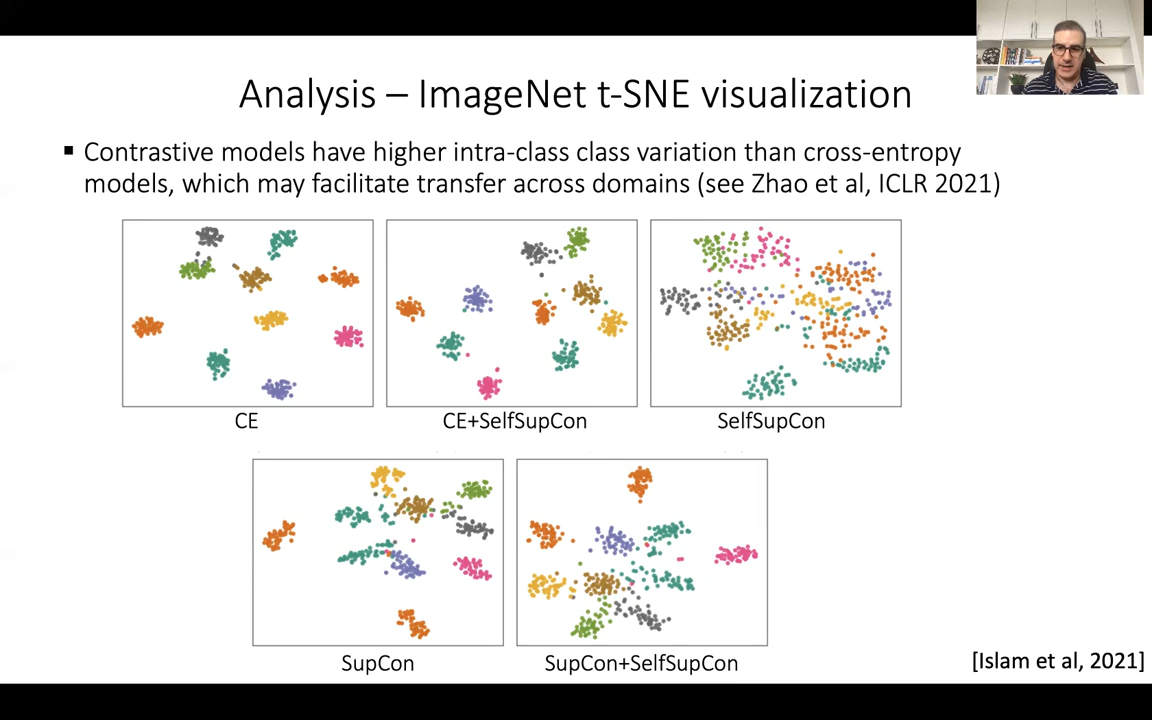 Analysis – ImageNet t-SNE visualization
▪ Contrastive models have higher intra-class class variation than cross-entropy
models, which may facilitate transfer across domains (see Zhao et al, ICLR 2021)
CE
CE+SelfSupCon
SelfSupCon
SupCon
SupCon+SelfSupCon
[Islam et al, 2021]